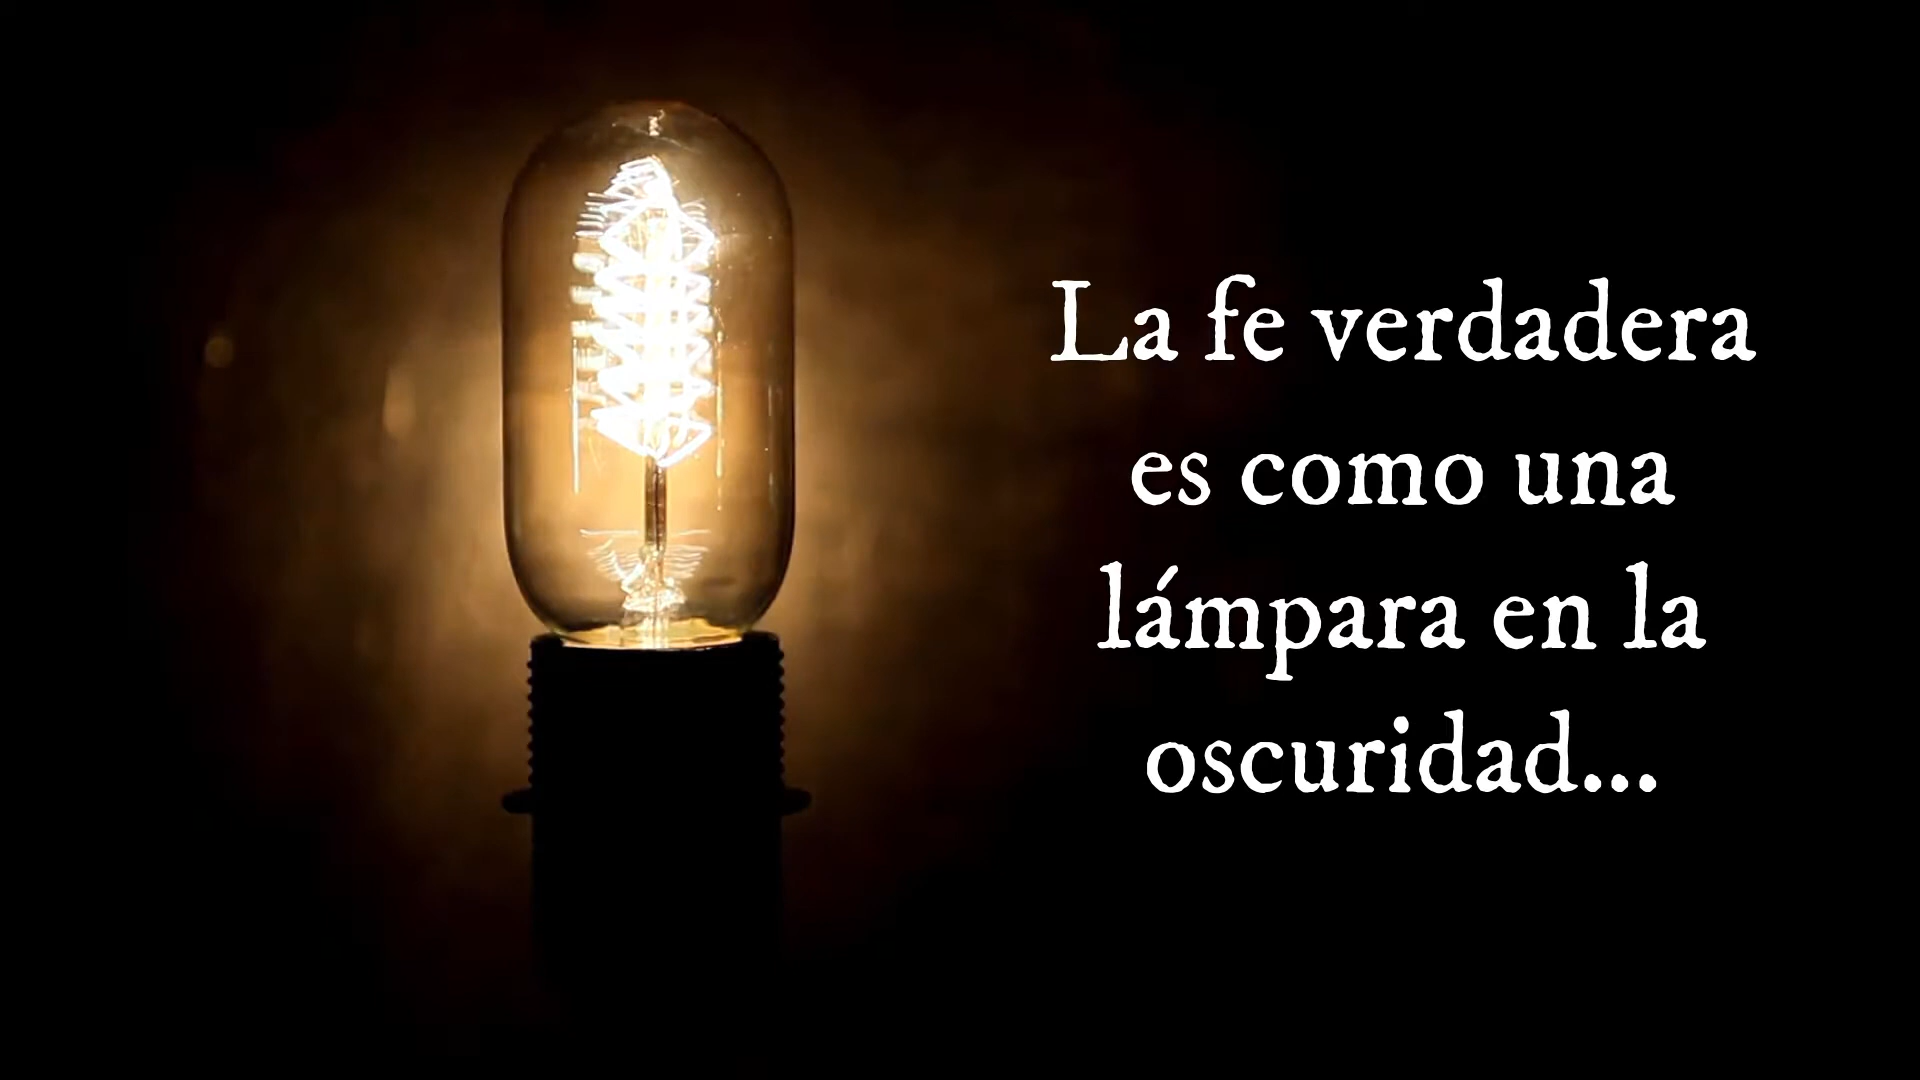 La fe verdadera
es como una
lámpara en la
oscuridad...